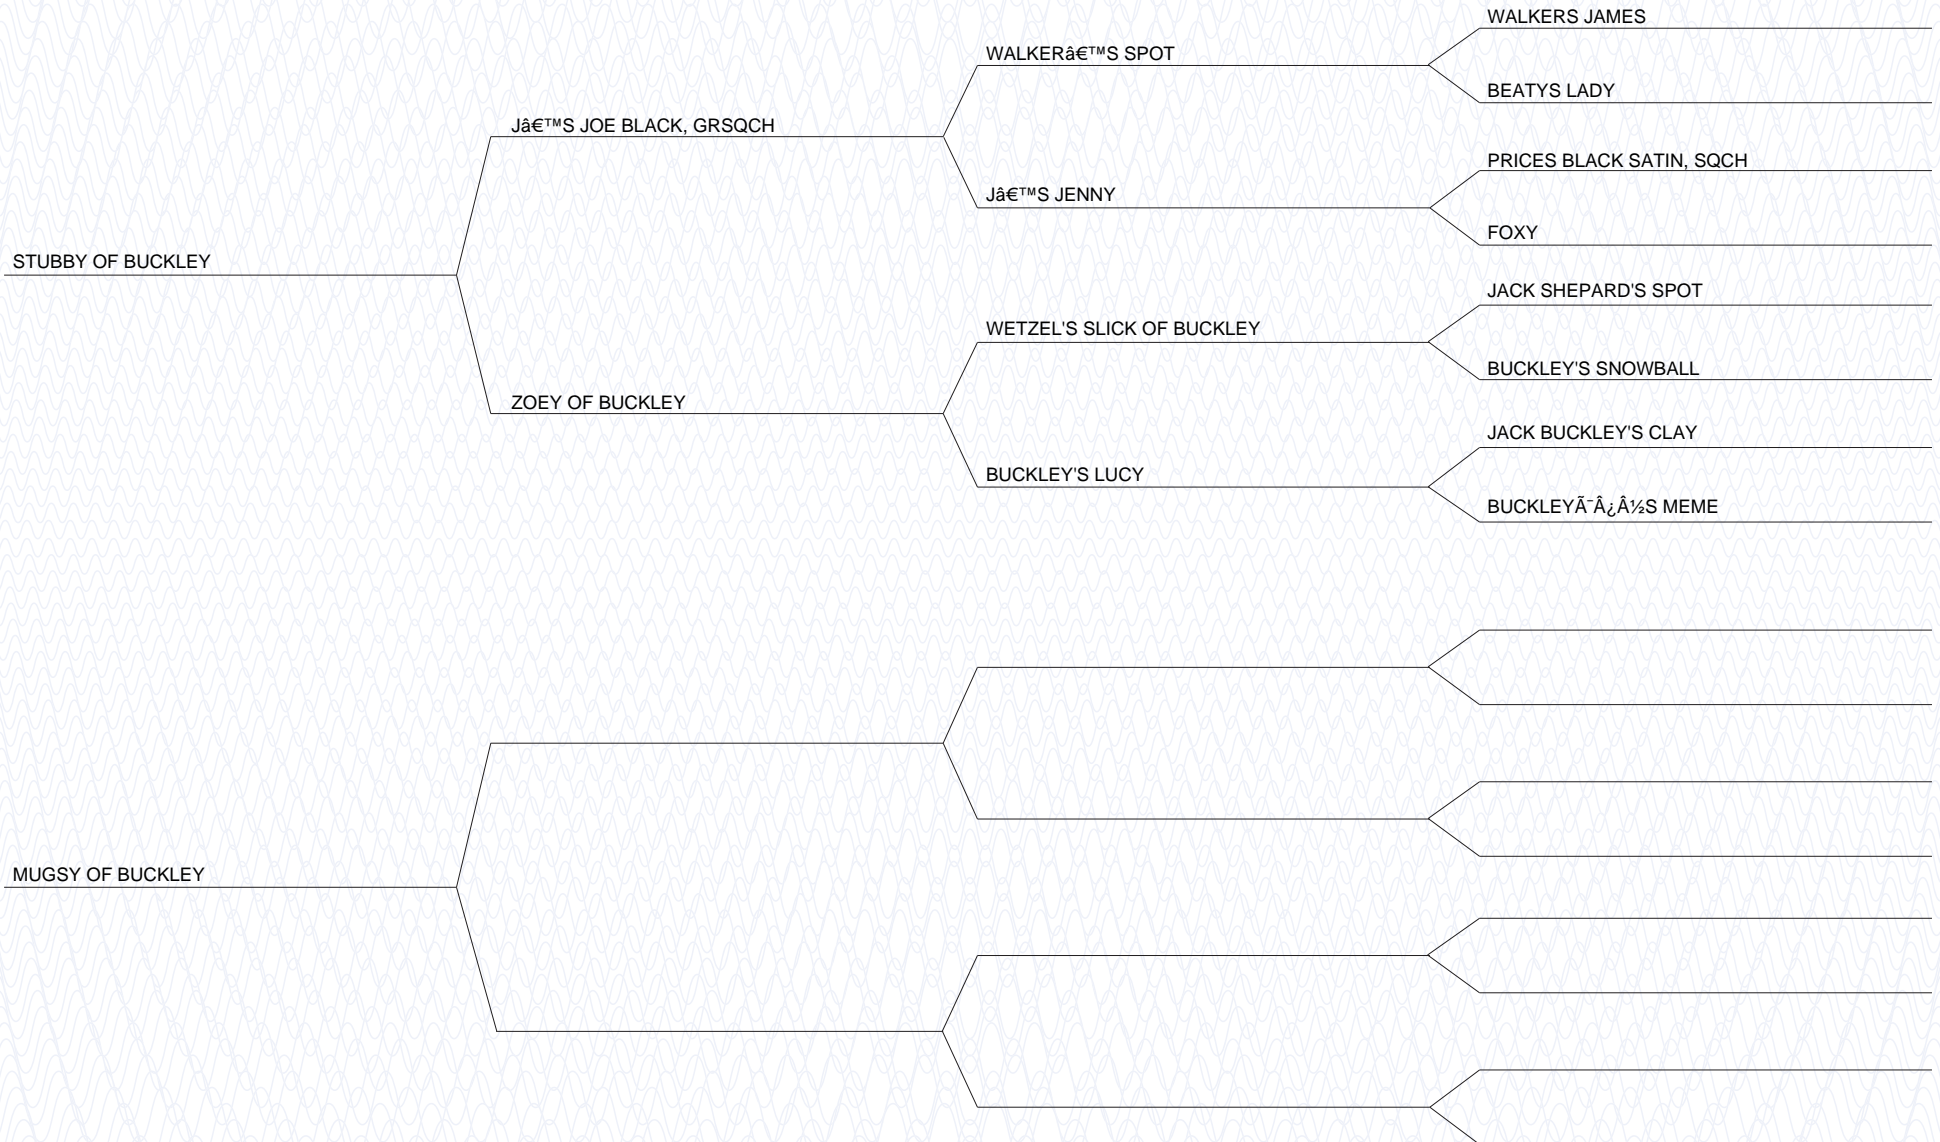 WALKERS JAMES
WALKERâ€™S SPOT
BEATYS LADY
Jâ€™S JOE BLACK, GRSQCH
PRICES BLACK SATIN, SQCH
Jâ€™S JENNY
FOXY
STUBBY OF BUCKLEY
JACK SHEPARD'S SPOT
WETZEL'S SLICK OF BUCKLEY
BUCKLEY'S SNOWBALL
ZOEY OF BUCKLEY
JACK BUCKLEY'S CLAY
BUCKLEY'S LUCY
BUCKLEYÃ¯Â¿Â½S MEME
MUGSY OF BUCKLEY